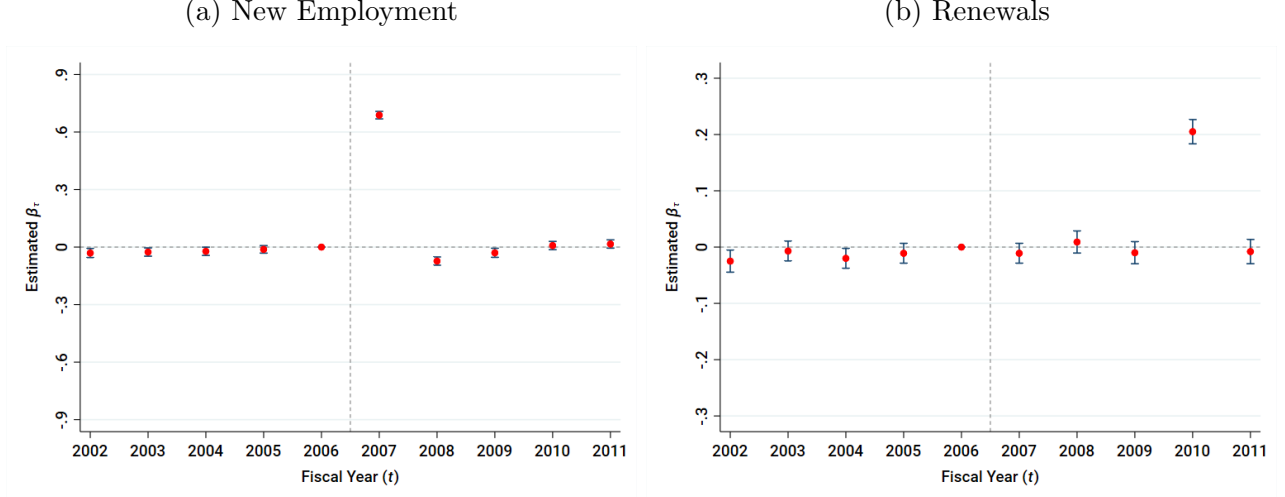 (a) New Employment
.9
.6
.3
0
-.3
-.6
-.9
Estimated βτ
2002 2003 2004 2005 2006 2007 2008 2009 2010 2011
Fiscal Year (t)
(b) Renewals
.3
.2
.1
0
-.1
-.2
-.3
Estimated βτ
2002 2003 2004 2005 2006 2007 2008 2009 2010 2011
Fiscal Year (t)